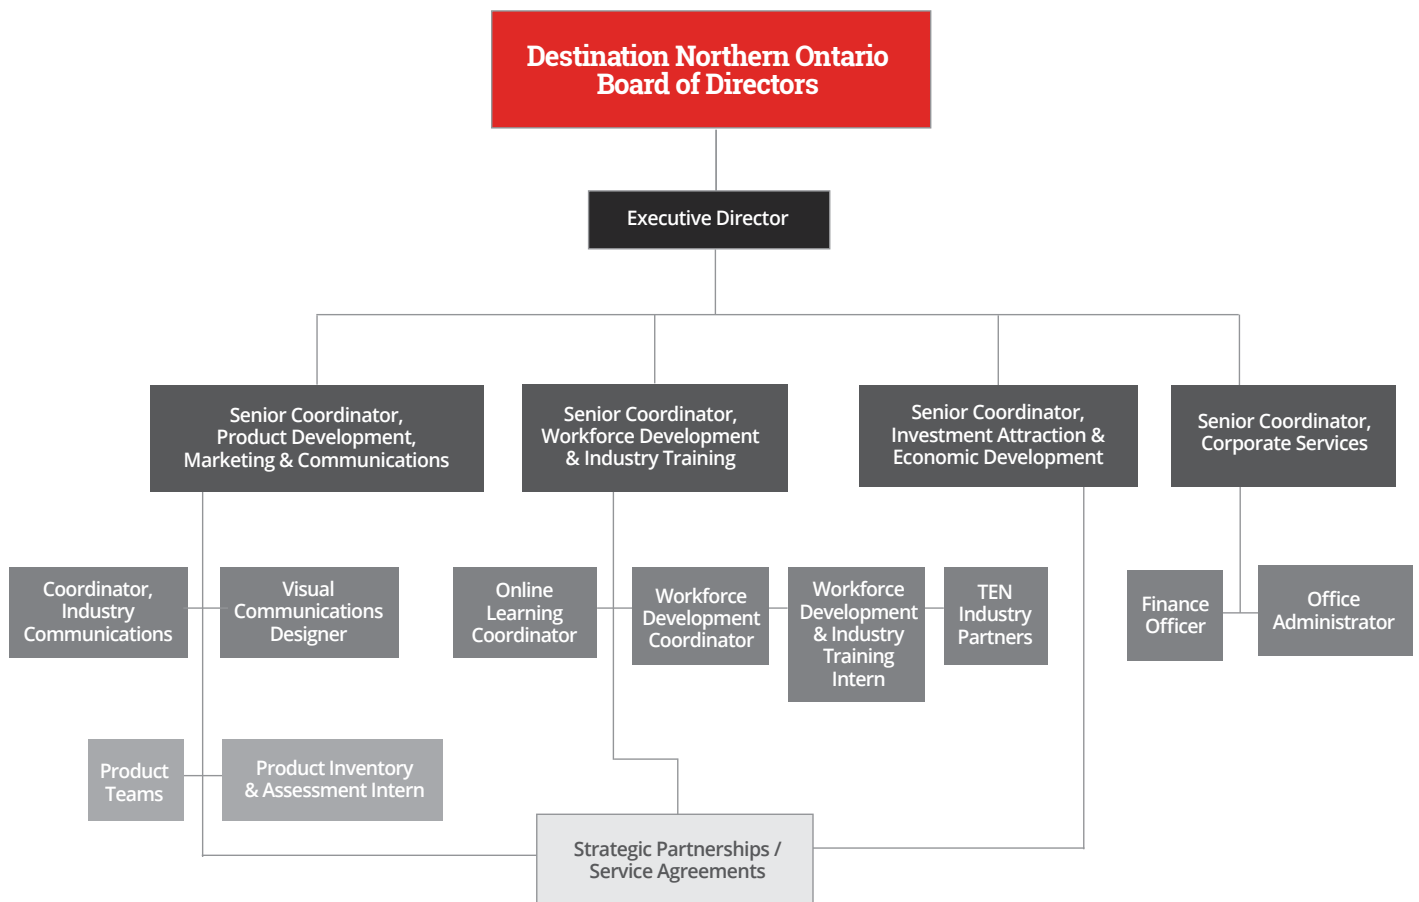 Destination Northern Ontario
Board of Directors
Executive Director
Senior Coordinator,
Product Development,
Marketing & Communications
Senior Coordinator,
Workforce Development
& Industry Training
Senior Coordinator,
Investment Attraction &
Economic Development
Senior Coordinator,
Corporate Services
Coordinator,
Industry
Communications
Visual
Communications
Designer
Online
Learning
Coordinator
Workforce
Development
Coordinator
Workforce
Development
& Industry
Training
Intern
TEN
Industry
Partners
Finance
Officer
Office
Administrator
Product
Teams
Product Inventory
& Assessment Intern
Strategic Partnerships /
Service Agreements